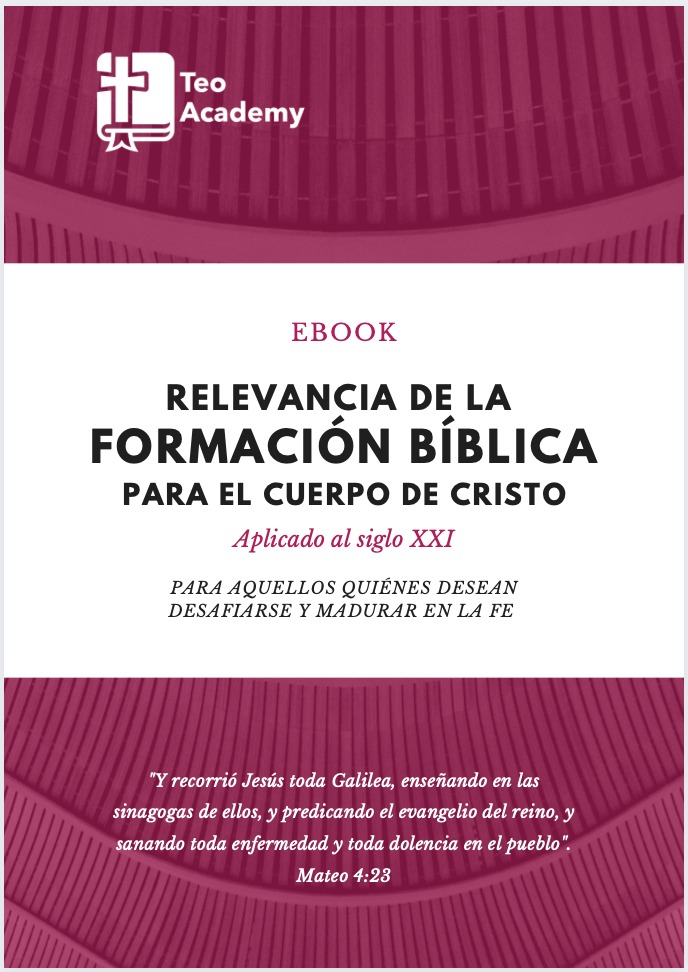 Teo
Academy
EBOOK
RELEVANCIA DE LA
FORMACIÓN BÍBLICA
PARA EL CUERPO DE CRISTO
Aplicado al siglo XXI
PARA AQUELLOS QUIÉNES DESEAN
DESAFIARSE Y MADURAR EN LA FE
"Y recorrió Jesús toda Galilea, enseñando en las
sinagogas de ellos, y predicando el evangelio del reino, y
sanando toda enfermedad y toda dolencia en el pueblo".
Mateo 4:23